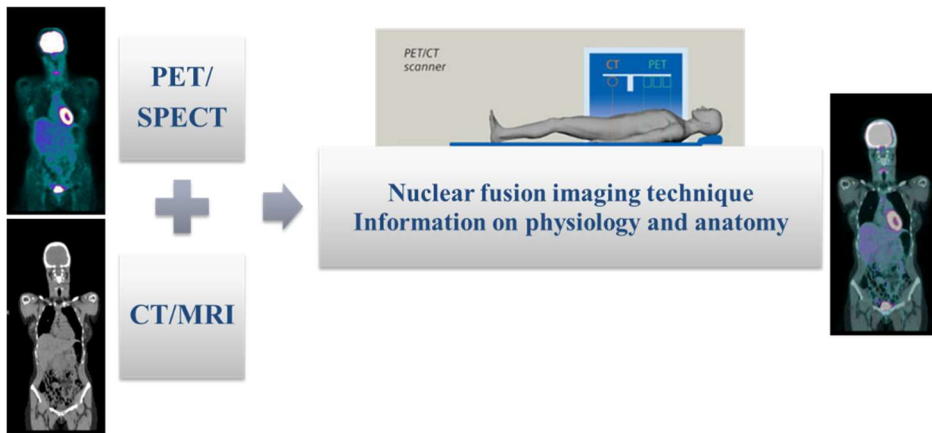 PET/
SPECT
CT/MRI
PET/CT
scanner
CT PET
Nuclear fusion imaging technique
Information on physiology and anatomy